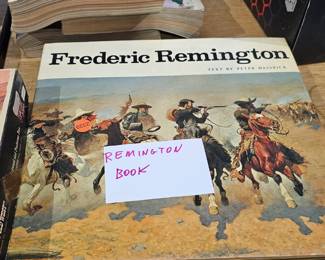 Frederic Remington
TEXT BY PETER HASSRICK
REMINGTON
BOOK